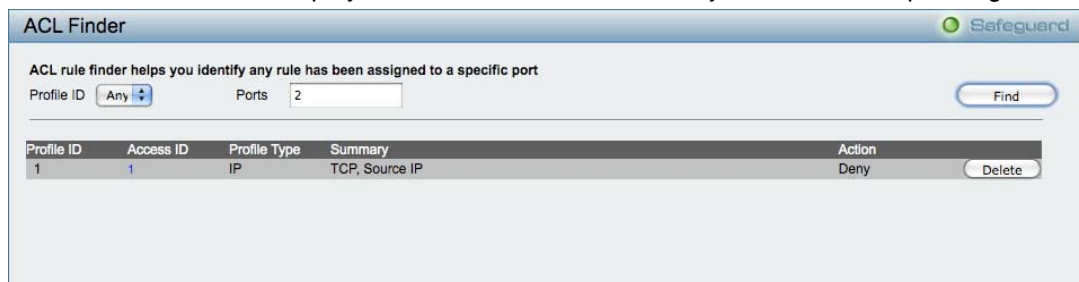 ACL Finder
Safeguard
ACL rule finder helps you identify any rule has been assigned to a specific port
Profile ID Any Ports 2 Find
Profile ID Access ID Profile Type Summary Action
1 1 IP TCP, Source IP Deny Delete